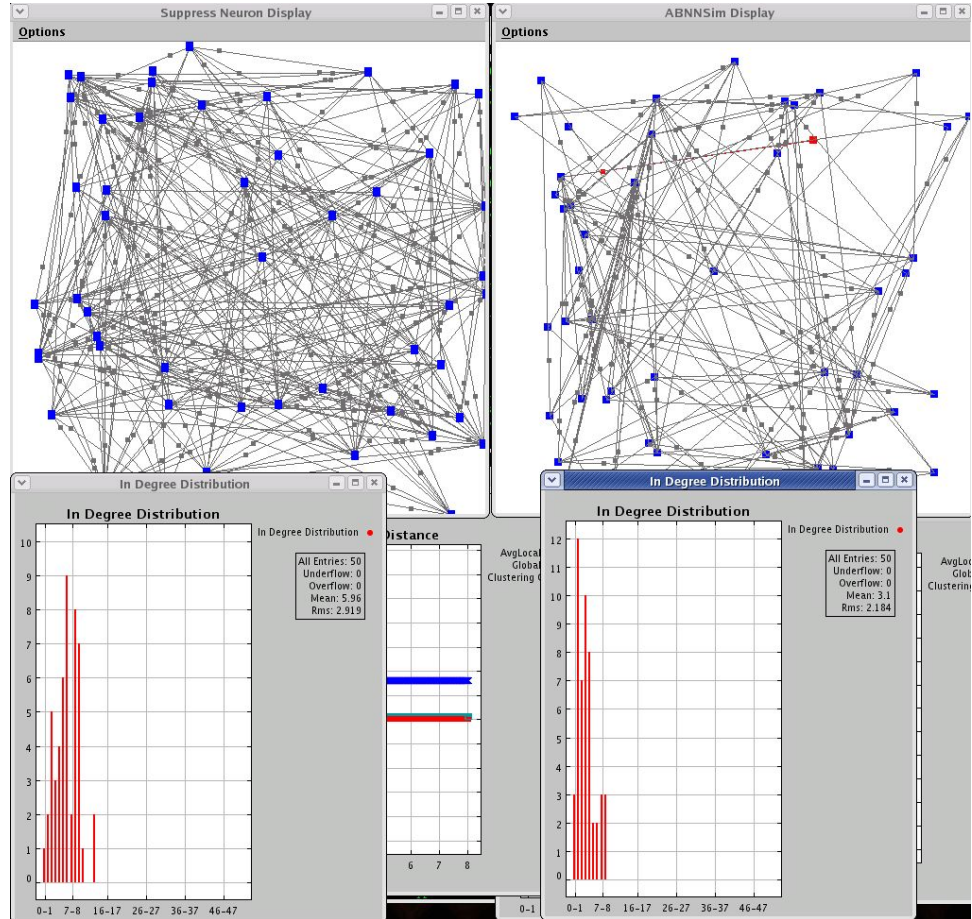 Suppress Neuron Display
Options
ABNNSim Display
Options
In Degree Distribution
In Degree Distribution
In Degree Distribution
All Entries: 50
Underflow: 0
Overflow: 0
Mean: 5.96
Rms: 2.919
10
9
8
7
6
5
4
3
2
1
0
0-1 7-8 16-17 26-27 36-37 46-47
Distance
AvgLocal
Global
Clustering
6 7 8
In Degree Distribution
In Degree Distribution
In Degree Distribution
All Entries: 50
Underflow: 0
Overflow: 0
Mean: 3.1
Rms: 2.184
12
11
10
9
8
7
6
5
4
3
2
1
0
0-1 7-8 16-17 26-27 36-37 46-47
AvgLoc
Glob
Clustering
0-1